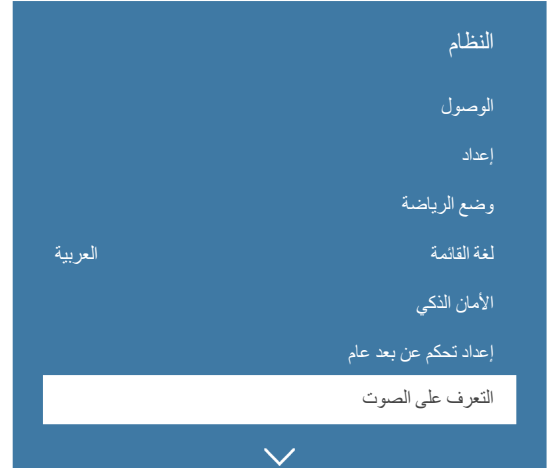 النظام
الوصول
إعداد
وضع الرياضة
لغة القائمة العربية
الأمان الذكي
إعداد تحكم عن بعد عام
التعرف على الصوت